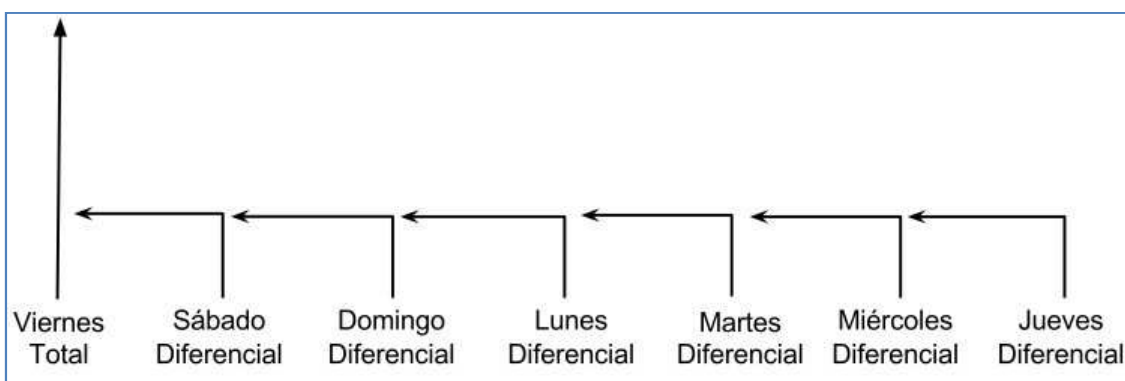 Viernes
Total
Sábado
Diferencial
Domingo
Diferencial
Lunes
Diferencial
Martes
Diferencial
Miércoles
Diferencial
Jueves
Diferencial